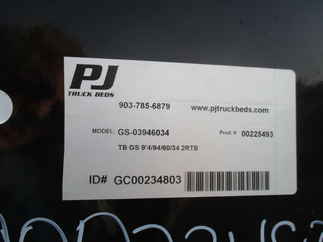 PJ
TRUCK BEDS
903-785-6879 www.pjtruckbeds.com
MODEL: GS-03946034 Prod #: 00225493
TB GS 9'4/94/60/34 2RTB
ID# GC00234803